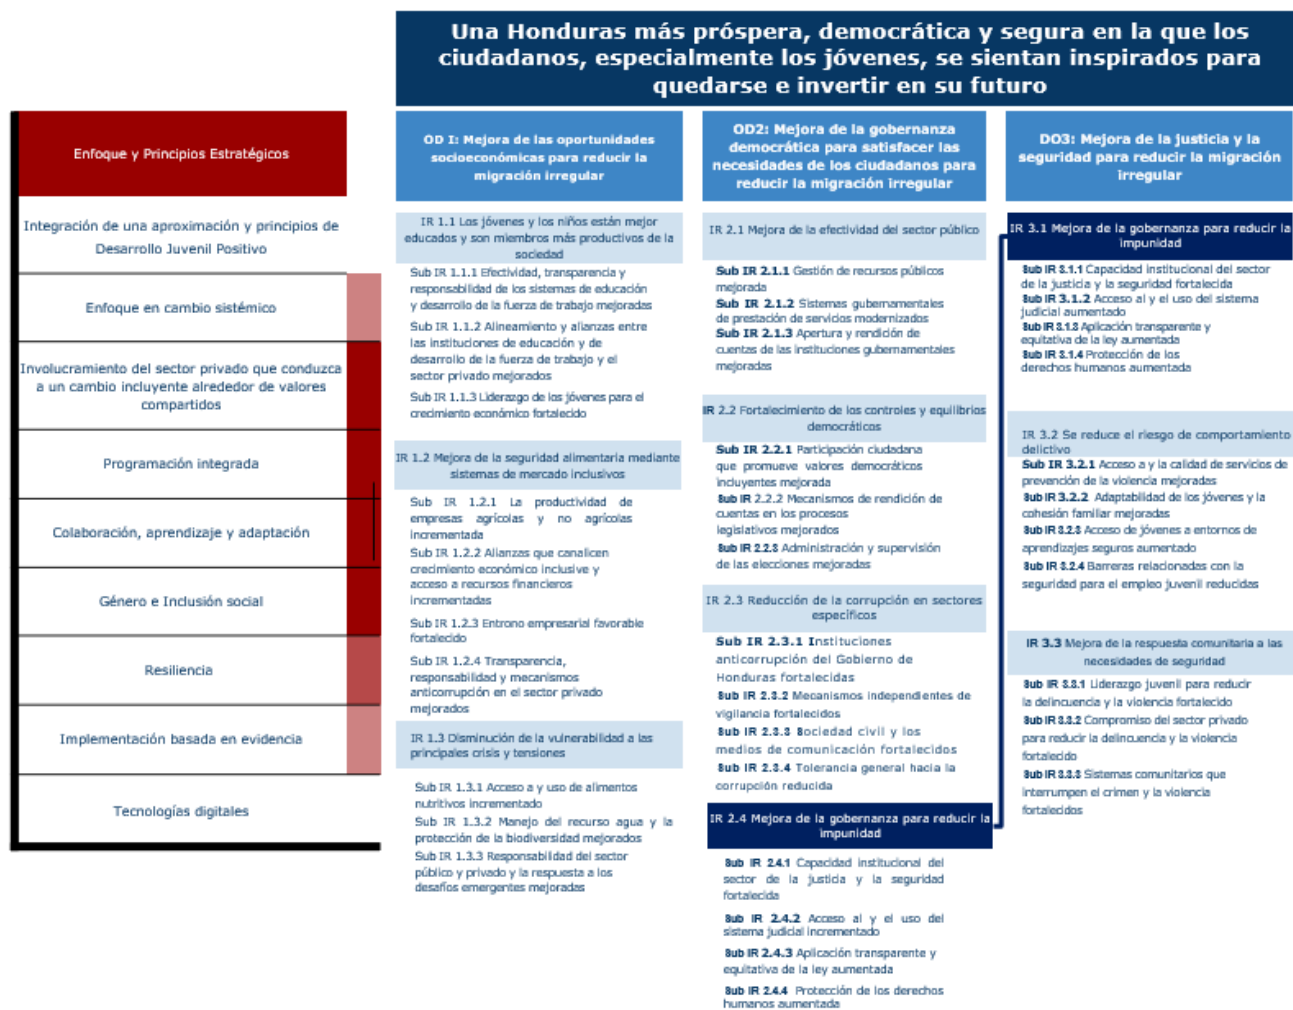 Una Honduras más próspera, democrática y segura en la que los
ciudadanos, especialmente los jóvenes, se sientan inspirados para
quedarse e invertir en su futuro
Enfoque y Principios Estratégicos
Integración de una aproximación y principios de
Desarrollo Juvenil Positivo
Enfoque en cambio sistémico
Involucramiento del sector privado que conduzca
a un cambio incluyente alrededor de valores
compartidos
Programación integrada
Colaboración, aprendizaje y adaptación
Género e Inclusión social
Resiliencia
Implementación basada en evidencia
Tecnologías digitales
OD I: Mejora de las oportunidades
socioeconómicas para reducir la
migración irregular
IR 1.1 Los jóvenes y los niños están mejor
educados y son miembros más productivos de la
sociedad
Sub IR 1.1.1 Efectividad, transparencia y
responsabilidad de los sistemas de educación
y desarrollo de la fuerza de trabajo mejoradas
Sub IR 1.1.2 Alineamiento y alianzas entre
las instituciones de educación y de
desarrollo de la fuerza de trabajo y el
sector privado mejorados
Sub IR 1.1.3 Liderazgo de los jóvenes para el
crecimiento económico fortalecido
IR 1.2 Mejora de la seguridad alimentaria mediante
sistemas de mercado inclusivos
Sub IR 1.2.1 La productividad de
empresas agrícolas y no agrícolas
incrementada
Sub IR 1.2.2 Alianzas que canalicen
crecimiento económico inclusive y
acceso a recursos financieros
incrementadas
Sub IR 1.2.3 Entrono empresarial favorable
fortalecido
Sub IR 1.2.4 Transparencia,
responsabilidad y mecanismos
anticorrupción en el sector privado
mejorados
IR 1.3 Disminución de la vulnerabilidad a las
principales crisis y tensiones
Sub IR 1.3.1 Acceso a y uso de alimentos
nutritivos incrementado
Sub IR 1.3.2 Manejo del recurso agua y la
protección de la biodiversidad mejorados
Sub IR 1.3.3 Responsabilidad del sector
público y privado y la respuesta a los
desafíos emergentes mejoradas
OD2: Mejora de la gobernanza
democrática para satisfacer las
necesidades de los ciudadanos para
reducir la migración irregular
IR 2.1 Mejora de la efectividad del sector público
Sub IR 2.1.1 Gestión de recursos públicos
mejorada
Sub IR 2.1.2 Sistemas gubernamentales
de prestación de servicios modernizados
Sub IR 2.1.3 Apertura y rendición de
cuentas de las instituciones gubernamentales
mejoradas
IR 2.2 Fortalecimiento de los controles y equilibrios
democráticos
Sub IR 2.2.1 Participación ciudadana
que promueve valores democráticos
incluyentes mejorada
Sub IR 2.2.2 Mecanismos de rendición de
cuentas en los procesos
legislativos mejorados
Sub IR 2.2.3 Administración y supervisión
de las elecciones mejoradas
IR 2.3 Reducción de la corrupción en sectores
específicos
Sub IR 2.3.1 Instituciones
anticorrupción del Gobierno de
Honduras fortalecidas
Sub IR 2.3.2 Mecanismos independientes de
vigilancia fortalecidos
Sub IR 2.3.3 Sociedad civil y los
medios de comunicación fortalecidos
Sub IR 2.3.4 Tolerancia general hacia la
corrupción reducida
IR 2.4 Mejora de la gobernanza para reducir la
impunidad
Sub IR 2.4.1 Capacidad institucional del
sector de la justicia y la seguridad
fortalecida
Sub IR 2.4.2 Acceso al y el uso del
sistema judicial incrementado
Sub IR 2.4.3 Aplicación transparente y
equitativa de la ley aumentada
Sub IR 2.4.4 Protección de los derechos
humanos aumentada
DO3: Mejora de la justicia y la
seguridad para reducir la migración
irregular
IR 3.1 Mejora de la gobernanza para reducir la
impunidad
Sub IR 3.1.1 Capacidad institucional del sector
de la justicia y la seguridad fortalecida
Sub IR 3.1.2 Acceso al y el uso del sistema
judicial aumentado
Sub IR 3.1.3 Aplicación transparente y
equitativa de la ley aumentada
Sub IR 3.1.4 Protección de los
derechos humanos aumentada
IR 3.2 Se reduce el riesgo de comportamiento
delictivo
Sub IR 3.2.1 Acceso a y la calidad de servicios de
prevención de la violencia mejoradas
Sub IR 3.2.2 Adaptabilidad de los jóvenes y la
cohesión familiar mejoradas
Sub IR 3.2.3 Acceso de jóvenes a entornos de
aprendizajes seguros aumentado
Sub IR 3.2.4 Barreras relacionadas con la
seguridad para el empleo juvenil reducidas
IR 3.3 Mejora de la respuesta comunitaria a las
necesidades de seguridad
Sub IR 3.3.1 Liderazgo juvenil para reducir
la delincuencia y la violencia fortalecido
Sub IR 3.3.2 Compromiso del sector privado
para reducir la delincuencia y la violencia
fortalecido
Sub IR 3.3.3 Sistemas comunitarios que
interrumpen el crimen y la violencia
fortalecidos